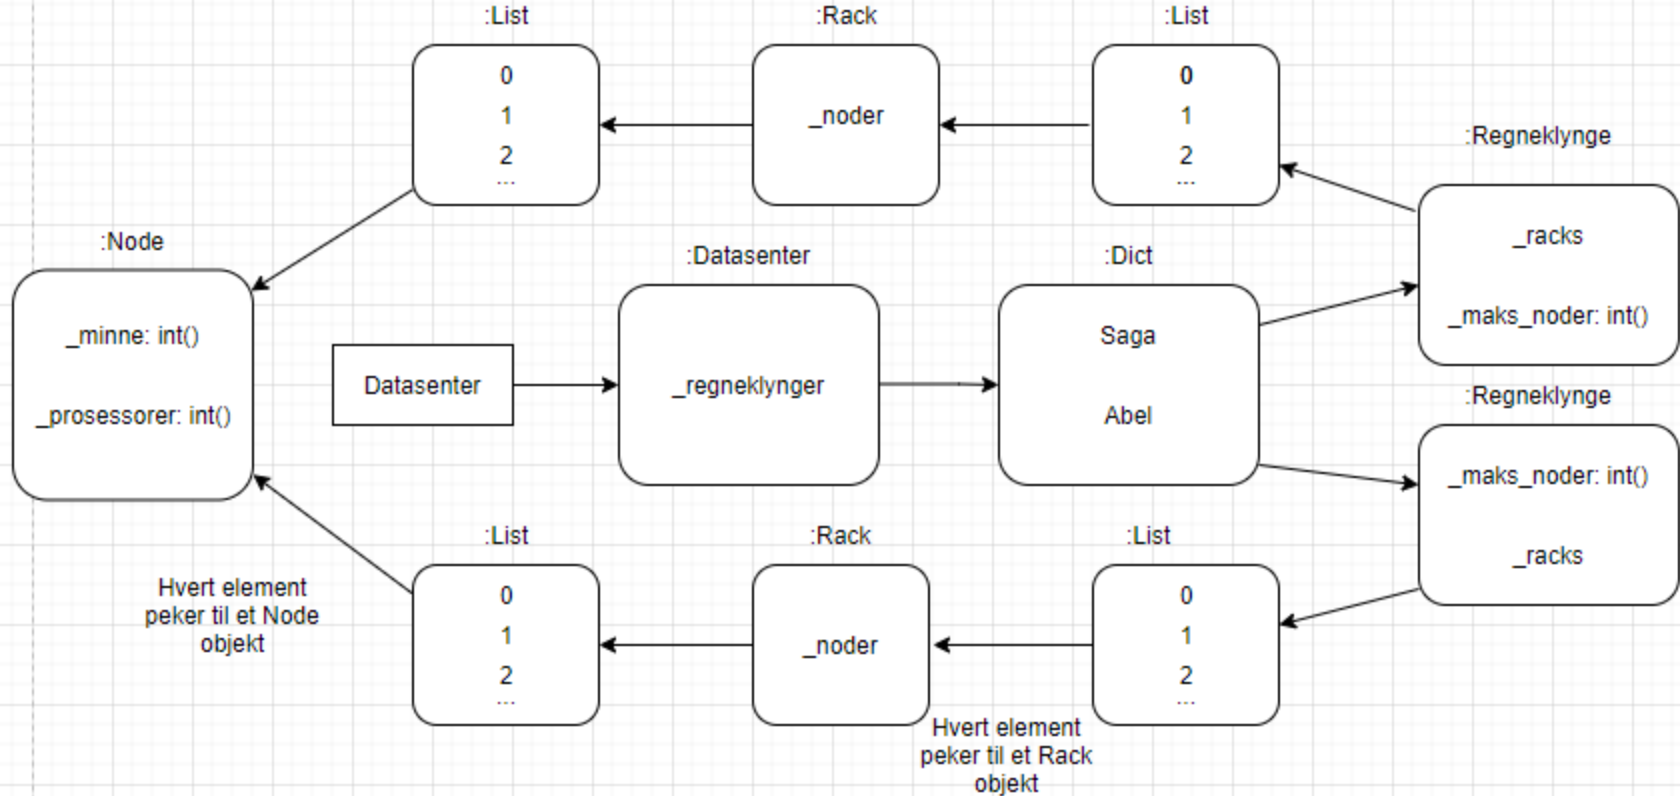 :List
0
1
2
...
:Rack
_noder
:List
0
1
2
...
:Regneklynge
_racks
_maks_noder: int()
:Node
_minne: int()
_prosessorer: int()
Datasenter
:Datasenter
_regneklynger
:Dict
Saga
Abel
:Regneklynge
_maks_noder: int()
_racks
Hvert element
peker til et Node
objekt
:List
0
1
2
...
:Rack
_noder
Hvert element
peker til et Rack
objekt
:List
0
1
2
...